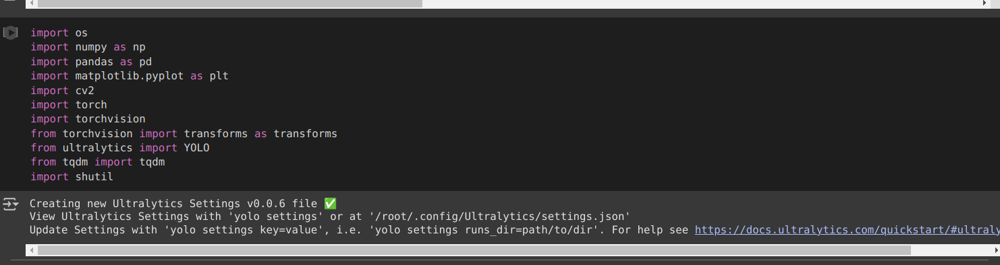 import os
import numpy as np
import pandas as pd
import matplotlib.pyplot as plt
import cv2
import torch
import torchvision
from torchvision import transforms as transforms
from ultralytics import YOLO
from tqdm import tqdm
import shutil
Creating new Ultralytics Settings v0.0.6 file ✅
View Ultralytics Settings with 'yolo settings' or at '/root/.config/Ultralytics/settings.json'
Update Settings with 'yolo settings key=value', i.e. 'yolo settings runs_dir=path/to/dir'. For help see https://docs.ultralytics.com/quickstart/#ultraly